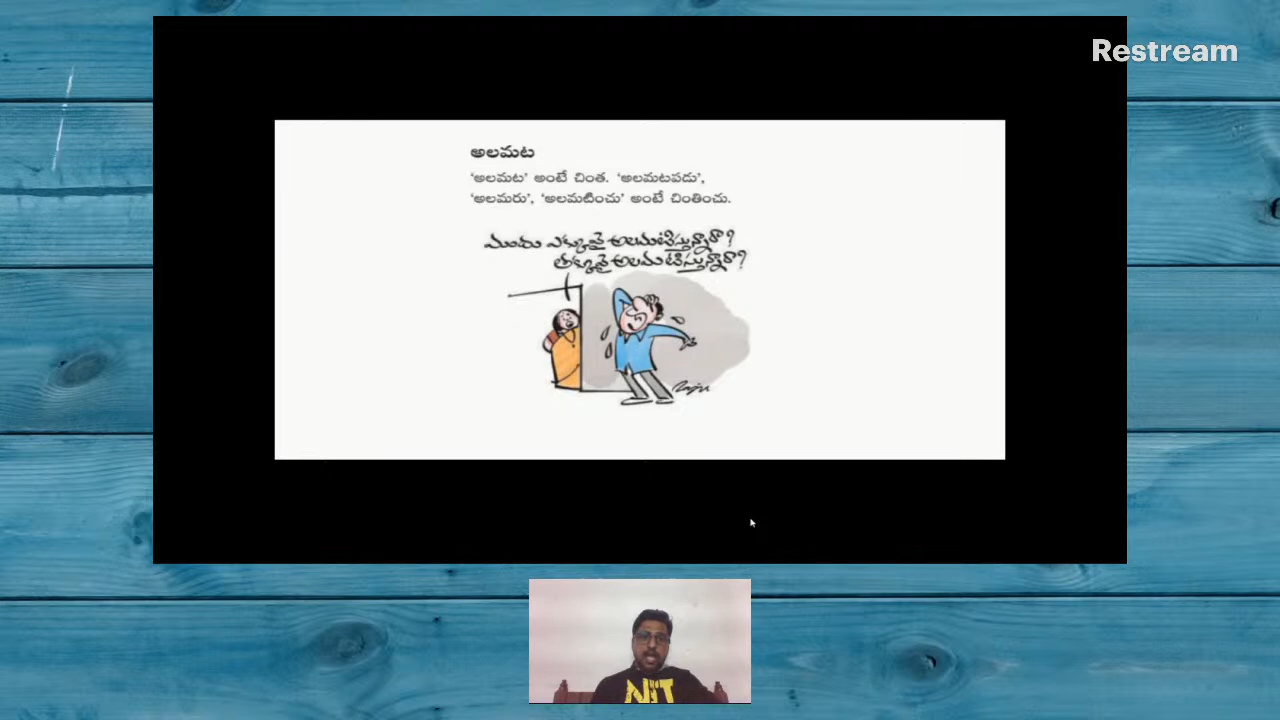 Restream
అలమట
‘అలమట’ అంటే చింత. ‘అలమటపడు’,
‘అలమరు’, ‘అలమటించు’ అంటే చింతించు.
ఎక్కువై అలమటిస్తున్నారా?
తక్కువై అలమటిస్తున్నారా?
NIT